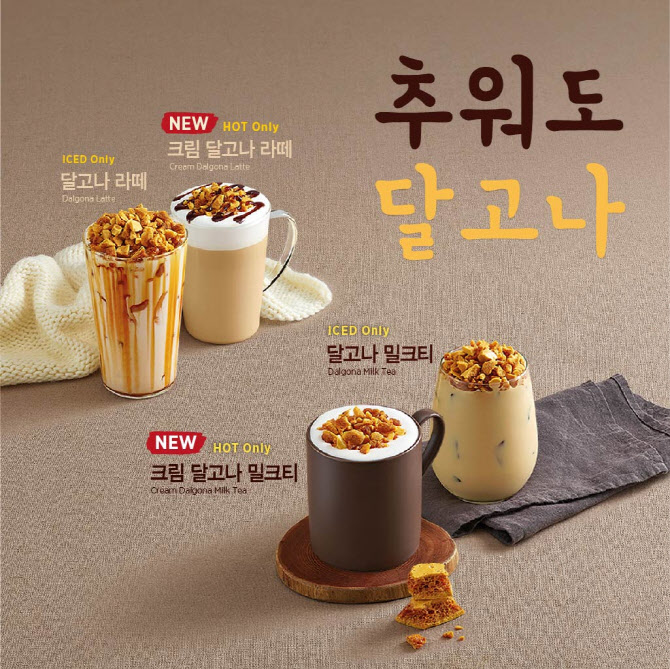 추워도
달고나
NEW HOT Only
크림 달고나 라떼
Cream Dalgona Latte
ICED Only
달고나 라떼
Dalgona Latte
ICED Only
달고나 밀크티
Dalgona Milk Tea
NEW HOT Only
크림 달고나 밀크티
Cream Dalgona Milk Tea